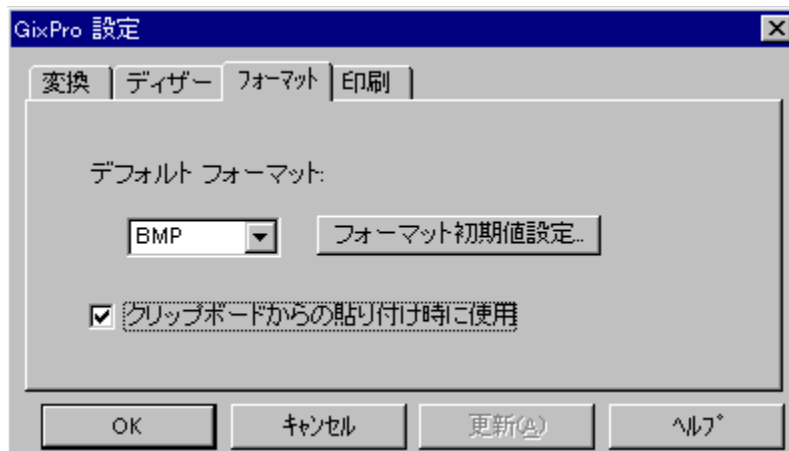 GixPro 設定
変換 ディザー フォーマット 印刷
デフォルト フォーマット:
BMP フォーマット初期値設定...
クリップボードからの貼り付け時に使用
OK キャンセル 更新(A) ヘルプ